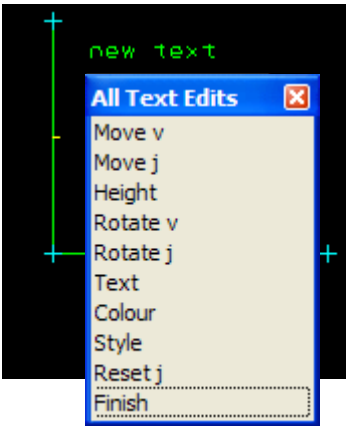 new text
All Text Edits
Move v
Move j
Height
Rotate v
Rotate j
Text
Colour
Style
Reset j
Finish